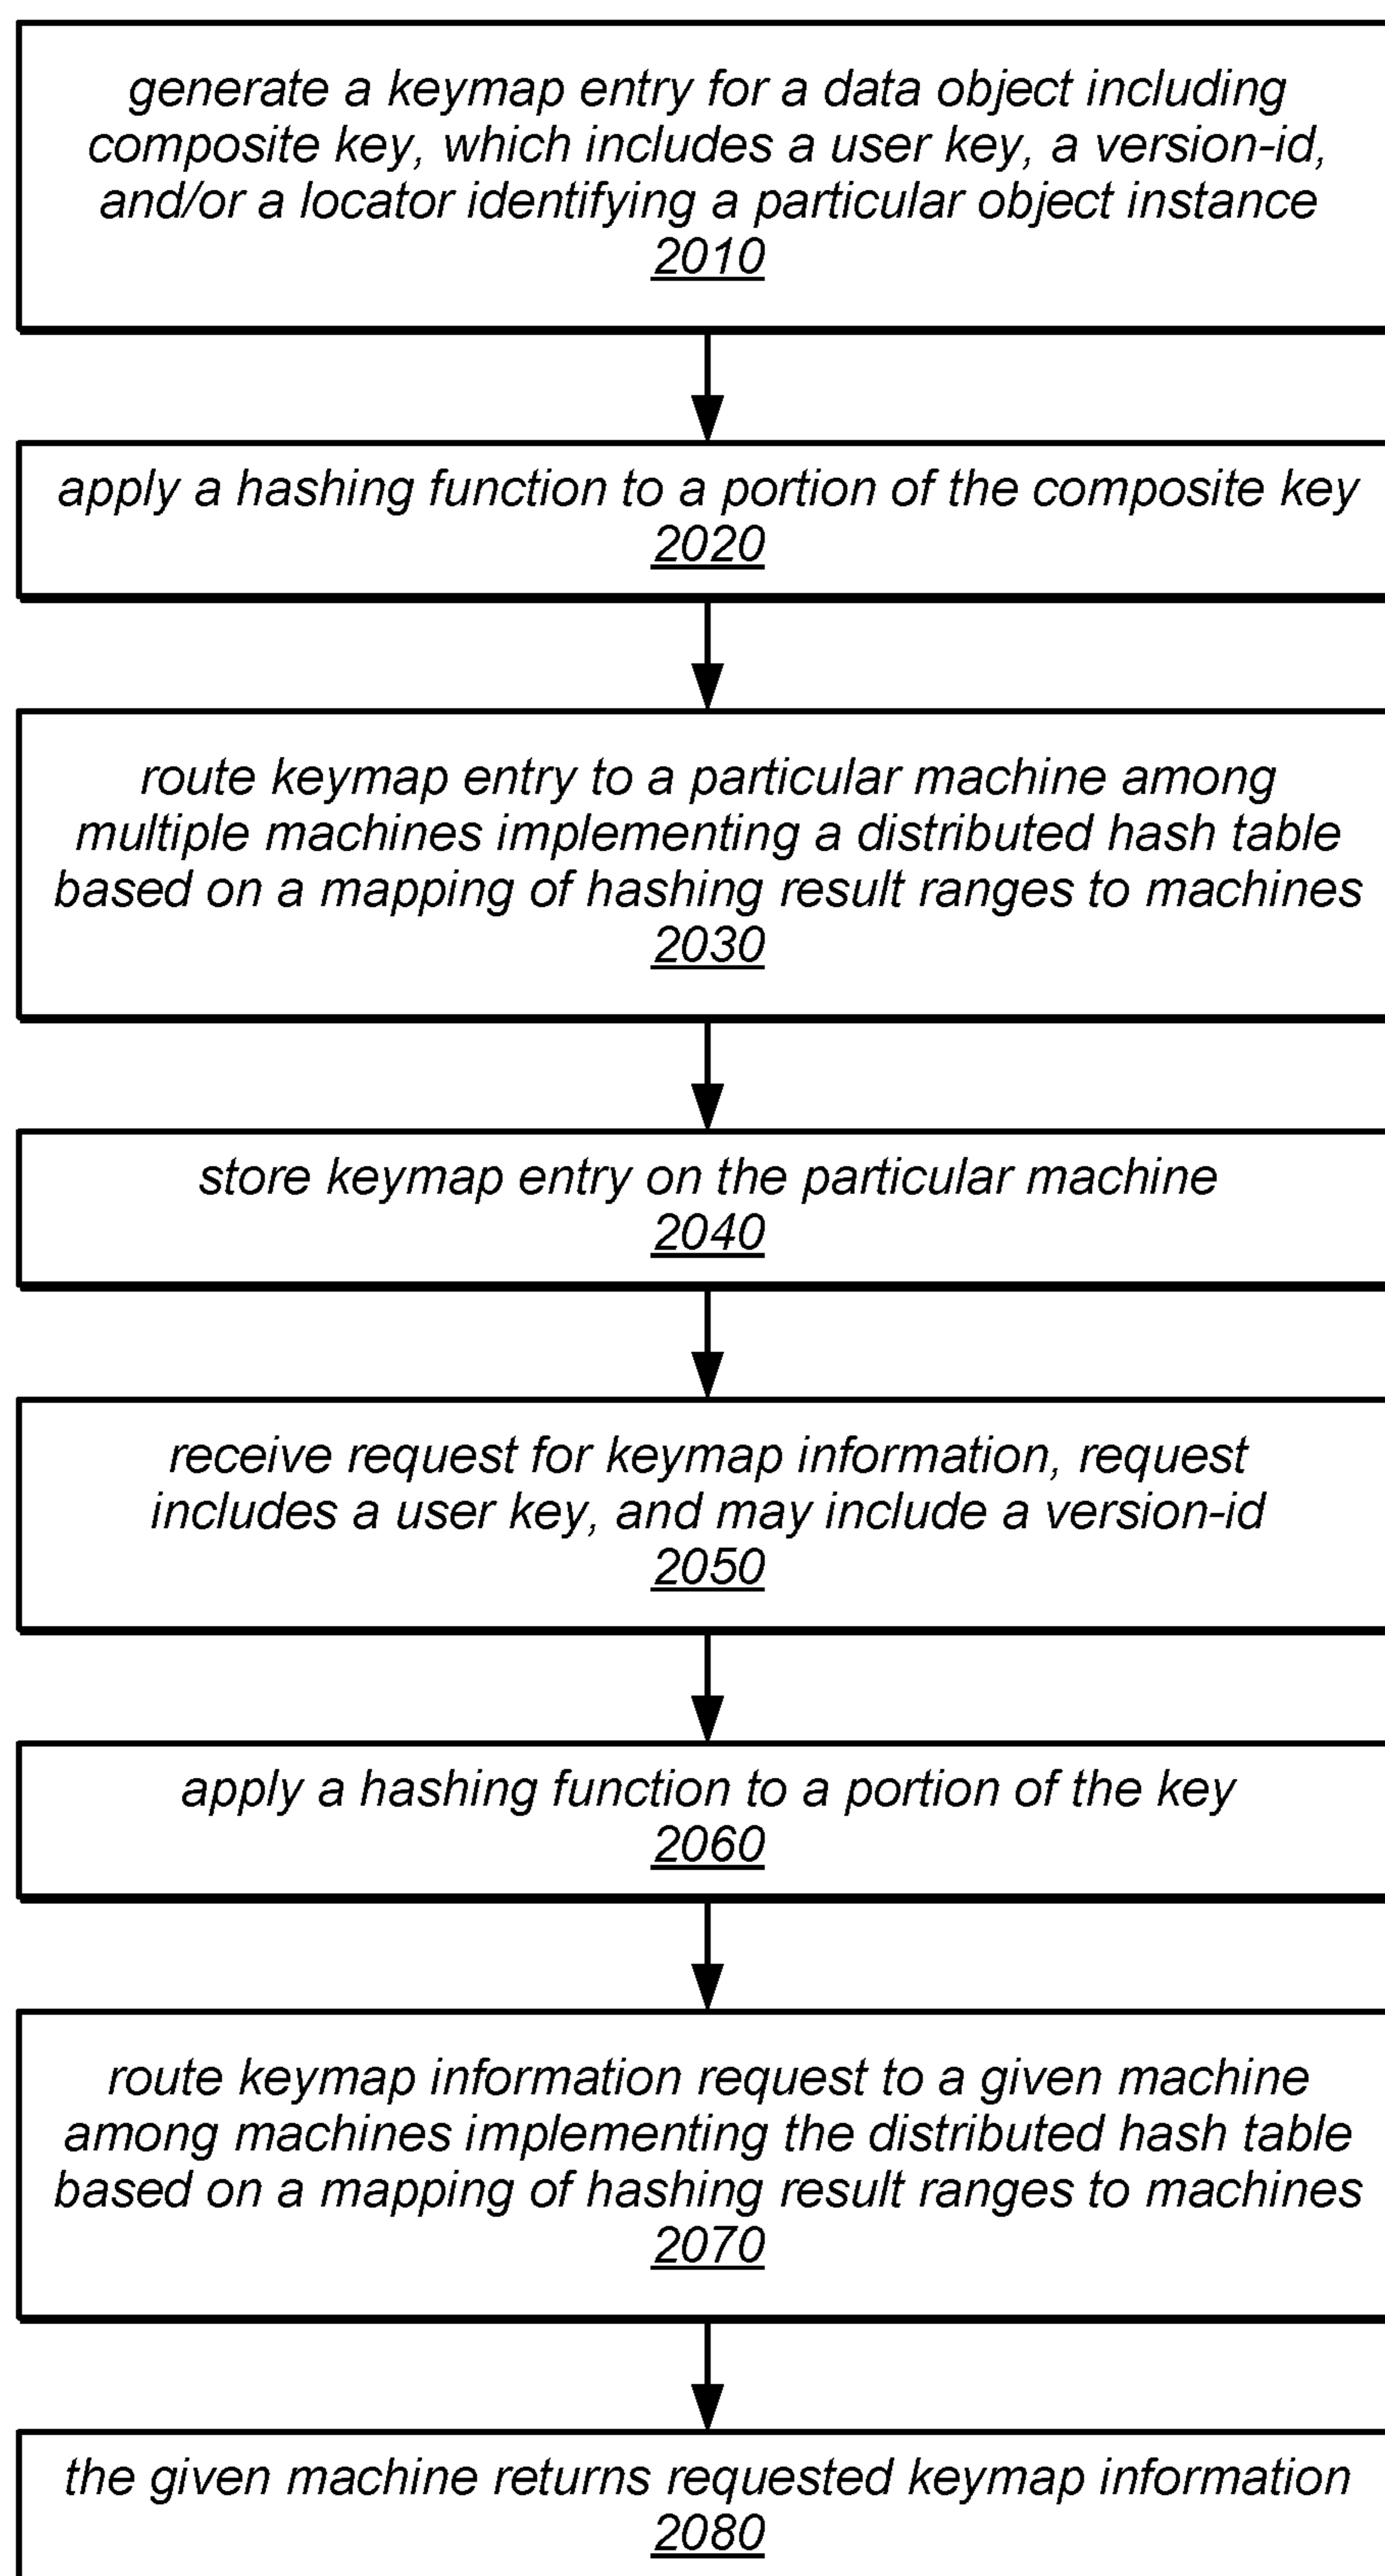 generate a keymap entry for a data object including
composite key, which includes a user key, a version-id,
and/or a locator identifying a particular object instance
2010
apply a hashing function to a portion of the composite key
2020
route keymap entry to a particular machine among
multiple machines implementing a distributed hash table
based on a mapping of hashing result ranges to machines
2030
store keymap entry on the particular machine
2040
receive request for keymap information, request
includes a user key, and may include a version-id
2050
apply a hashing function to a portion of the key
2060
route keymap information request to a given machine
among machines implementing the distributed hash table
based on a mapping of hashing result ranges to machines
2070
the given machine returns requested keymap information
2080